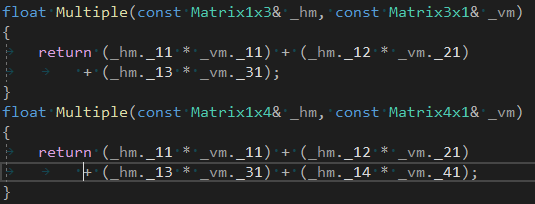 float Multiple(const Matrix1x3& _hm, const Matrix3x1& _vm)
{
return (_hm._11 * _vm._11) + (_hm._12 * _vm._21)
+ (_hm._13 * _vm._31);
}
float Multiple(const Matrix1x4& _hm, const Matrix4x1& _vm)
{
return (_hm._11 * _vm._11) + (_hm._12 * _vm._21)
+ (_hm._13 * _vm._31) + (_hm._14 * _vm._41);
}